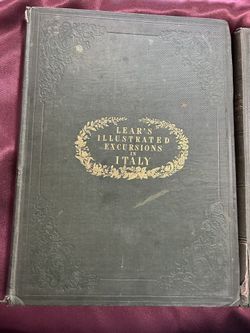 LEAR'S
ILLUSTRATED
EXCURSIONS
IN
ITALY